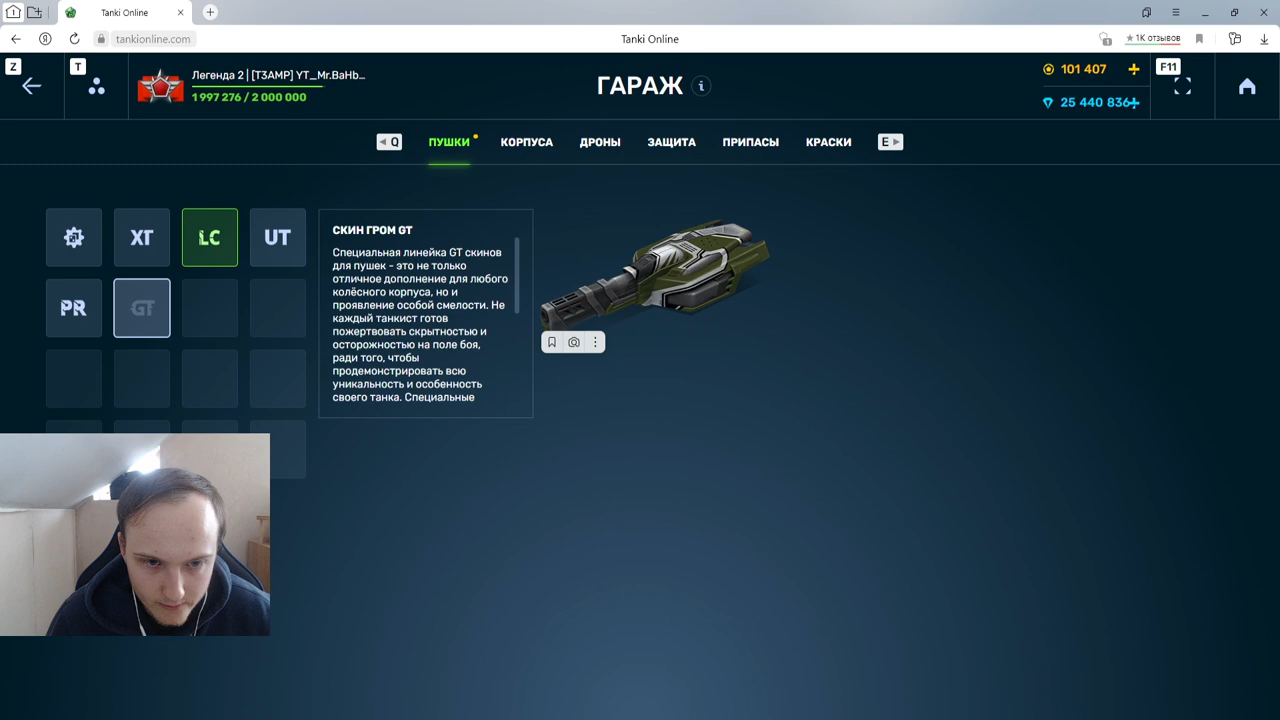 Tanki Online
tankionline.com
Tanki Online
1К отзывов
Z
T
Легенда 2 | [T3AMP] YT_Mr.BaHb...
1 997 276 / 2 000 000
ГАРАЖ
i
101 407
25 440 836
F11
Q
ПУШКИ
КОРПУСА
ДРОНЫ
ЗАЩИТА
ПРИПАСЫ
КРАСКИ
E
XT
LC
UT
PR
GT
СКИН ГРОМ GT
Специальная линейка GT скинов
для пушек - это не только
отличное дополнение для любого
колёсного корпуса, но и
проявление особой смелости. Не
каждый танкист готов
пожертвовать скрытностью и
осторожностью на поле боя,
ради того, чтобы
продемонстрировать всю
уникальность и особенность
своего танка. Специальные